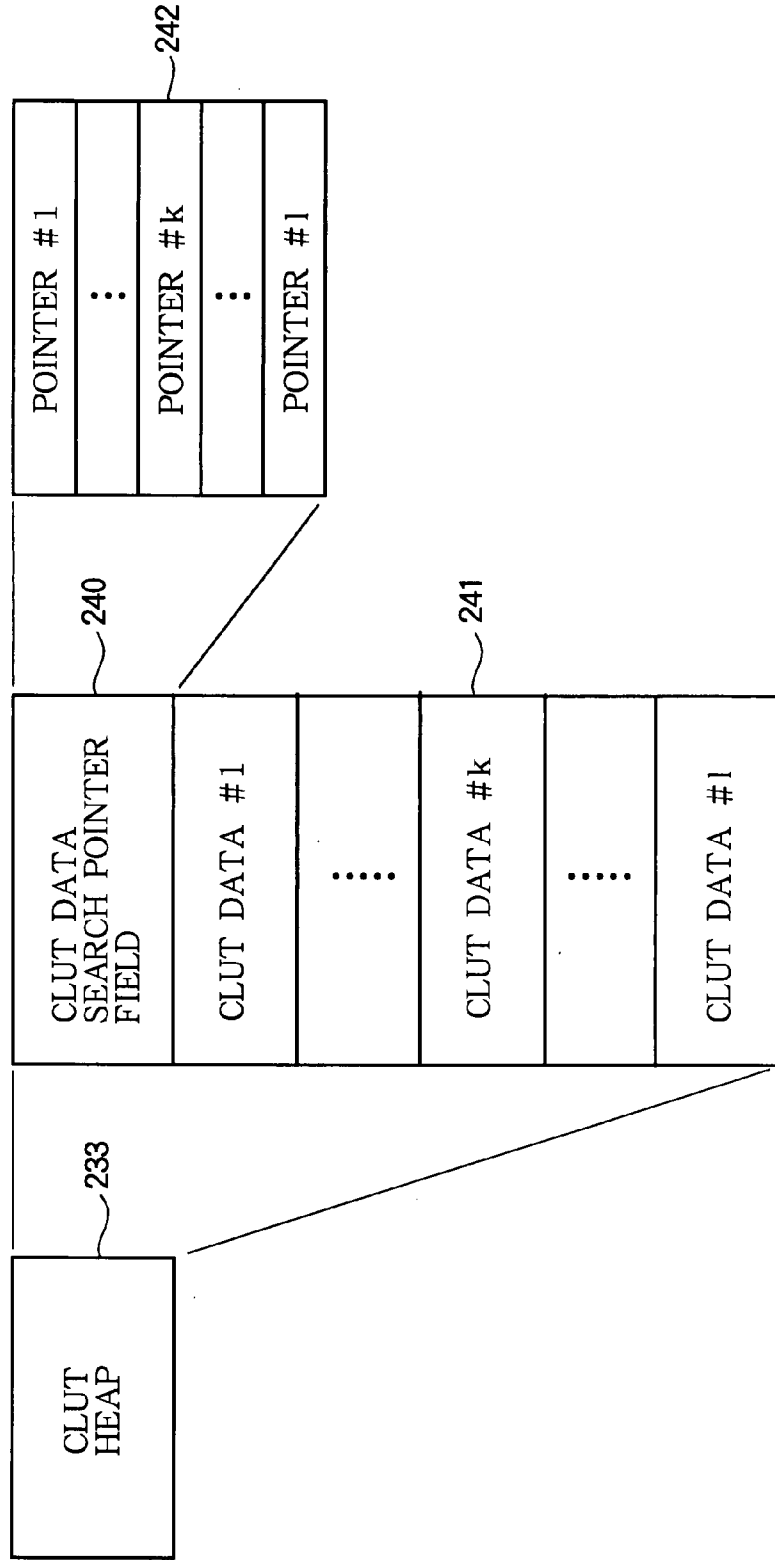 CLUT
HEAP
233
CLUT DATA
SEARCH POINTER
FIELD
240
CLUT DATA #1
·····
CLUT DATA #k
241
·····
CLUT DATA #l
POINTER #1
···
POINTER #k
242
···
POINTER #l